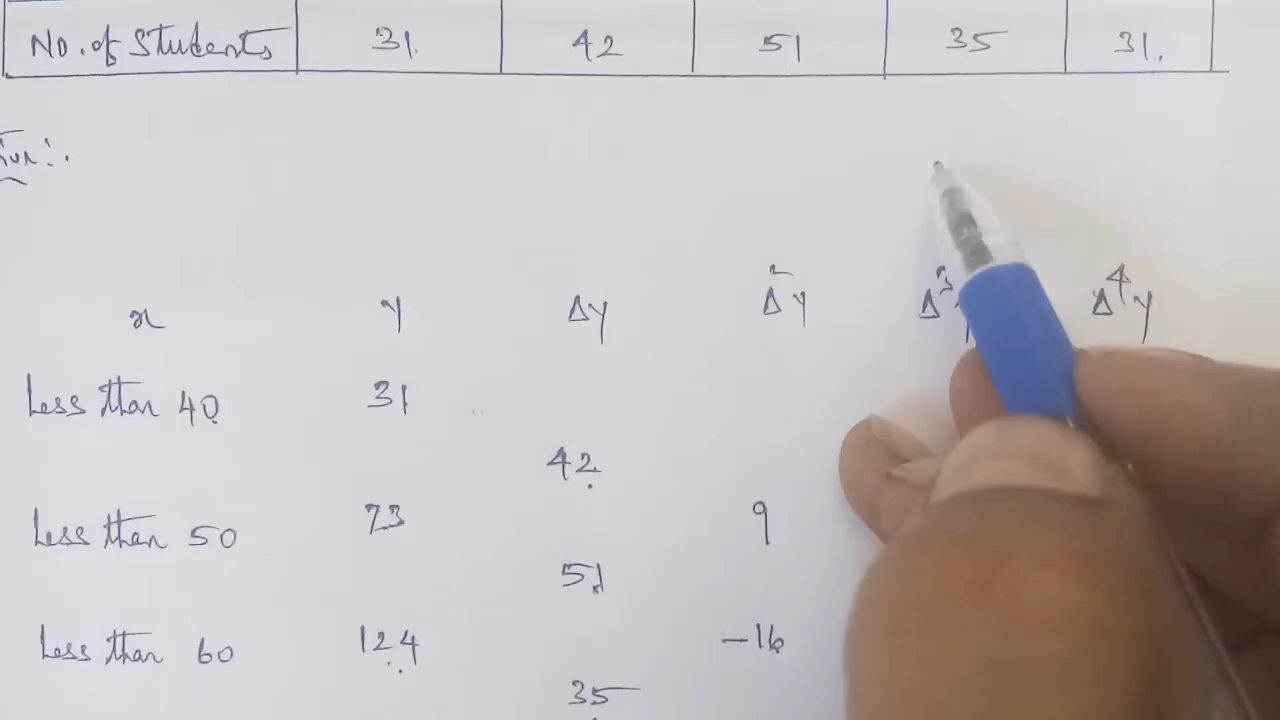 No. of Students 31. 42 51 35 31.
x y Δy Δ²y Δ³ Δ⁴y
Less than 40 31
42
Less than 50 73 9
51
Less than 60 124 -16
35